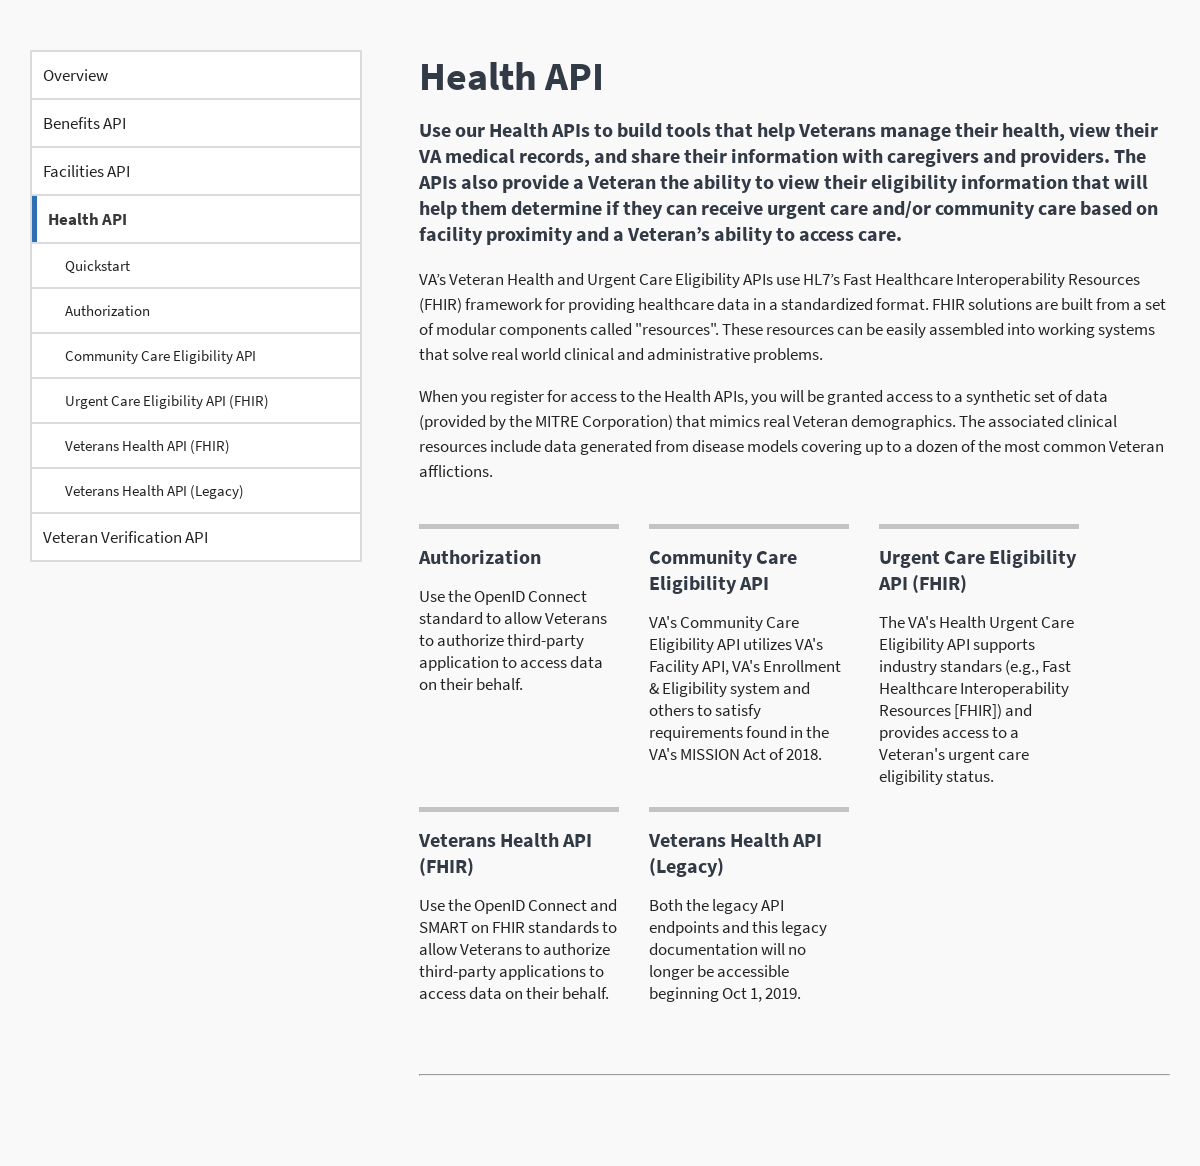 Overview
Benefits API
Facilities API
Health API
Quickstart
Authorization
Community Care Eligibility API
Urgent Care Eligibility API (FHIR)
Veterans Health API (FHIR)
Veterans Health API (Legacy)
Veteran Verification API
Health API
Use our Health APIs to build tools that help Veterans manage their health, view their
VA medical records, and share their information with caregivers and providers. The
APIs also provide a Veteran the ability to view their eligibility information that will
help them determine if they can receive urgent care and/or community care based on
facility proximity and a Veteran’s ability to access care.
VA’s Veteran Health and Urgent Care Eligibility APIs use HL7’s Fast Healthcare Interoperability Resources
(FHIR) framework for providing healthcare data in a standardized format. FHIR solutions are built from a set
of modular components called "resources". These resources can be easily assembled into working systems
that solve real world clinical and administrative problems.
When you register for access to the Health APIs, you will be granted access to a synthetic set of data
(provided by the MITRE Corporation) that mimics real Veteran demographics. The associated clinical
resources include data generated from disease models covering up to a dozen of the most common Veteran
afflictions.
Authorization
Use the OpenID Connect
standard to allow Veterans
to authorize third-party
application to access data
on their behalf.
Community Care
Eligibility API
VA's Community Care
Eligibility API utilizes VA's
Facility API, VA's Enrollment
& Eligibility system and
others to satisfy
requirements found in the
VA's MISSION Act of 2018.
Urgent Care Eligibility
API (FHIR)
The VA's Health Urgent Care
Eligibility API supports
industry standars (e.g., Fast
Healthcare Interoperability
Resources [FHIR]) and
provides access to a
Veteran's urgent care
eligibility status.
Veterans Health API
(FHIR)
Use the OpenID Connect and
SMART on FHIR standards to
allow Veterans to authorize
third-party applications to
access data on their behalf.
Veterans Health API
(Legacy)
Both the legacy API
endpoints and this legacy
documentation will no
longer be accessible
beginning Oct 1, 2019.